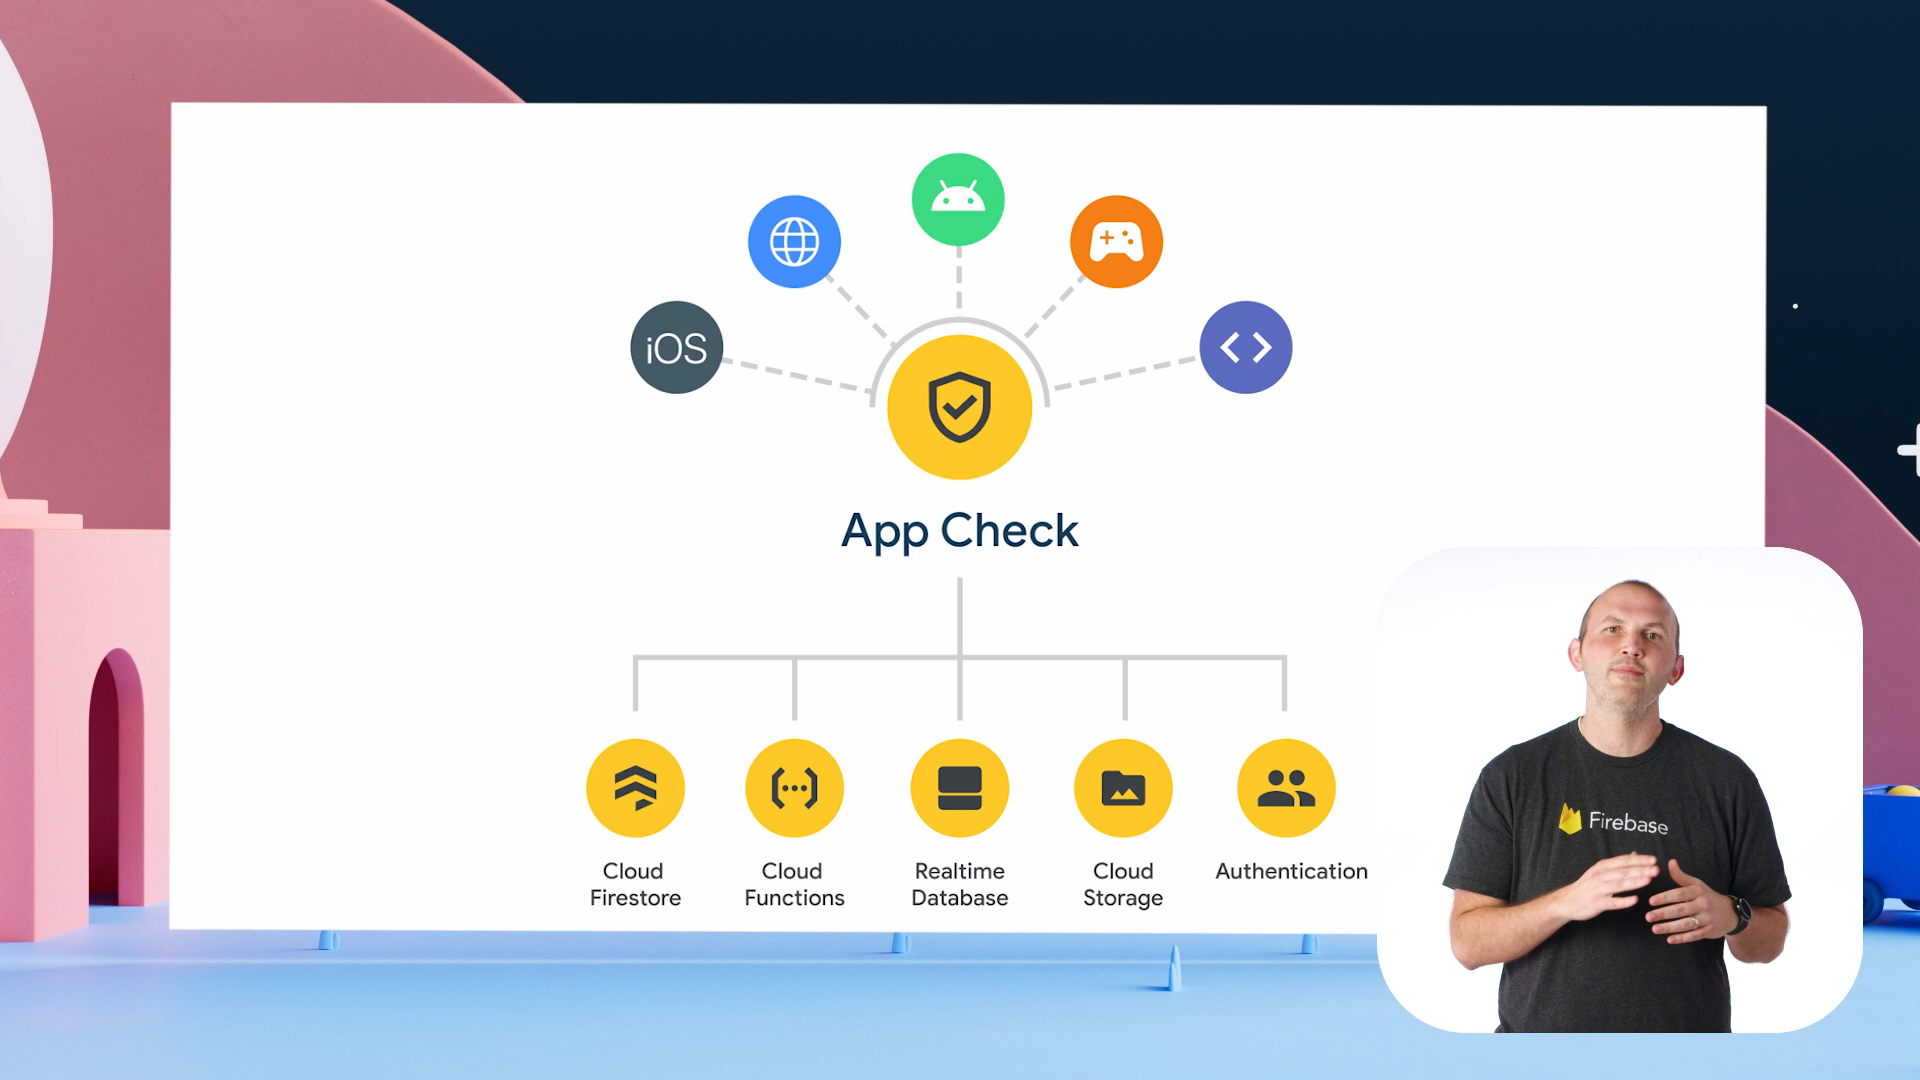 iOS
App Check
Cloud
Firestore
Cloud
Functions
Realtime
Database
Cloud
Storage
Authentication
Firebase